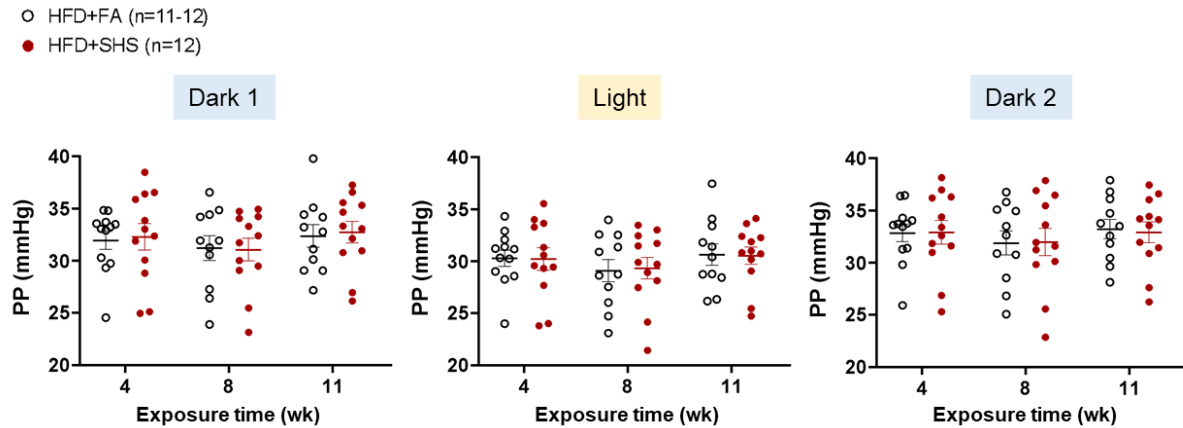 HFD+FA (n=11-12)
HFD+SHS (n=12)
Dark 1
Light
Dark 2
PP (mmHg)
40
35
30
25
20
4 8 11
Exposure time (wk)
PP (mmHg)
40
35
30
25
20
4 8 11
Exposure time (wk)
PP (mmHg)
40
35
30
25
20
4 8 11
Exposure time (wk)